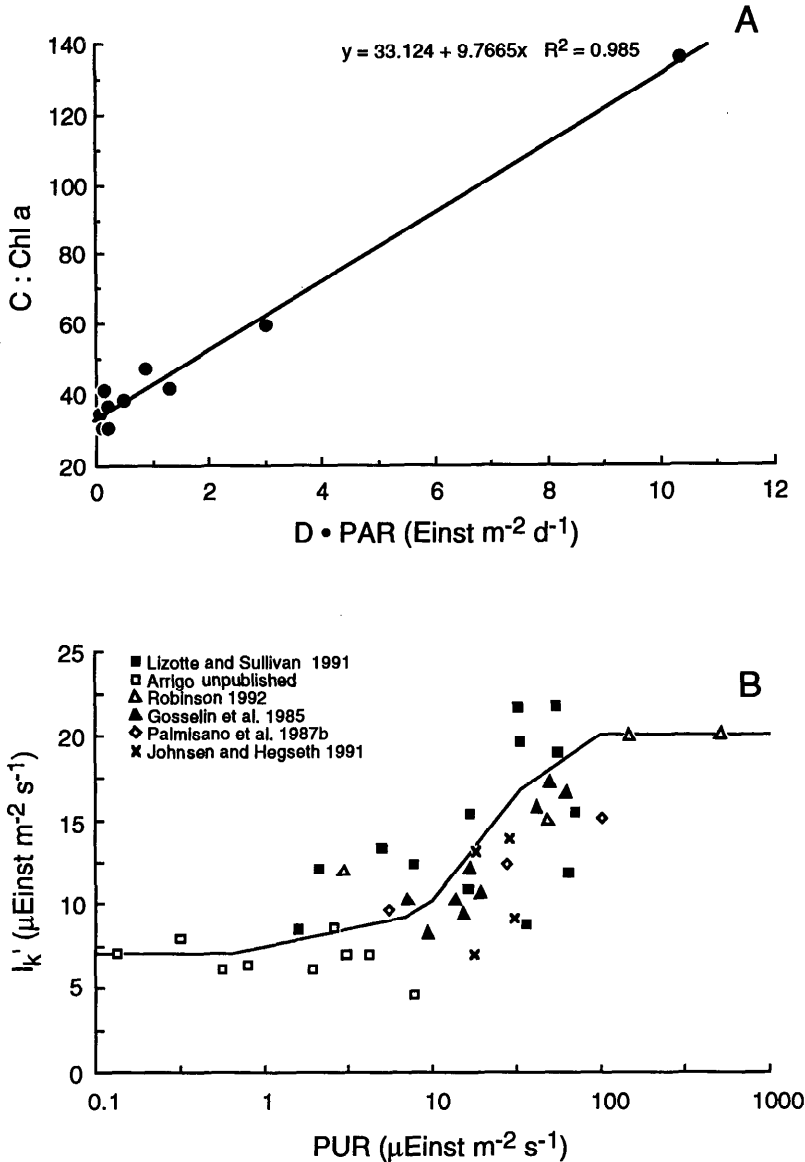 A
y = 33.124 + 9.7665x R² = 0.985
140
120
100
80
60
40
20
C : Chl a
0 2 4 6 8 10 12
D • PAR (Einst m⁻² d⁻¹)
B
25
20
15
10
5
0
Iₖ' (µEinst m⁻² s⁻¹)
Lizotte and Sullivan 1991
Arrigo unpublished
Robinson 1992
Gosselin et al. 1985
Palmisano et al. 1987b
Johnsen and Hegseth 1991
0.1 1 10 100 1000
PUR (µEinst m⁻² s⁻¹)